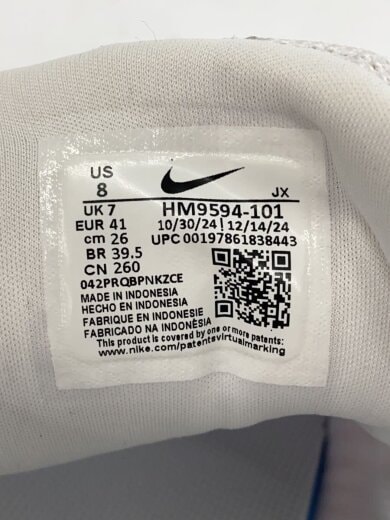 US
8
JX
UK 7
EUR 41
cm 26
BR 39.5
CN 260
HM9594-101
10/30/24 | 12/14/24
UPC 00197861838443
042PRQBPNKZCE
MADE IN INDONESIA
HECHO EN INDONESIA
FABRIQUE EN INDONESIE
FABRICADO NA INDONÈSIA
This product is covered by one or more patents:
www.nike.com/patentsvirtualmarking